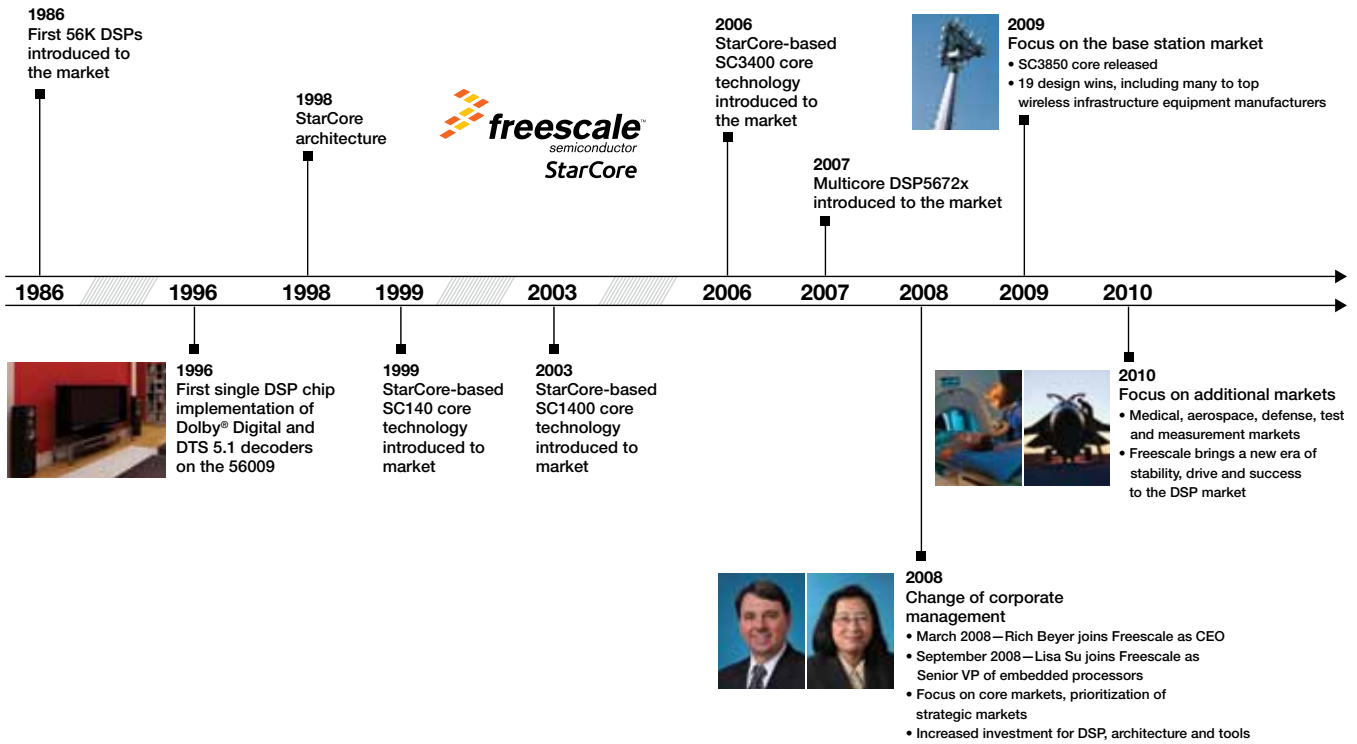 1986
First 56K DSPs
introduced to
the market
1998
StarCore
architecture
freescale™
semiconductor
StarCore
2006
StarCore-based
SC3400 core
technology
introduced to
the market
2007
Multicore DSP5672x
introduced to the market
2009
Focus on the base station market
• SC3850 core released
• 19 design wins, including many to top
wireless infrastructure equipment manufacturers
1986 1996 1998 1999 2003 2006 2007 2008 2009 2010
1996
First single DSP chip
implementation of
Dolby® Digital and
DTS 5.1 decoders
on the 56009
1999
StarCore-based
SC140 core
technology
introduced to
market
2003
StarCore-based
SC1400 core
technology
introduced to
market
2010
Focus on additional markets
• Medical, aerospace, defense, test
and measurement markets
• Freescale brings a new era of
stability, drive and success
to the DSP market
2008
Change of corporate
management
• March 2008—Rich Beyer joins Freescale as CEO
• September 2008—Lisa Su joins Freescale as
Senior VP of embedded processors
• Focus on core markets, prioritization of
strategic markets
• Increased investment for DSP, architecture and tools